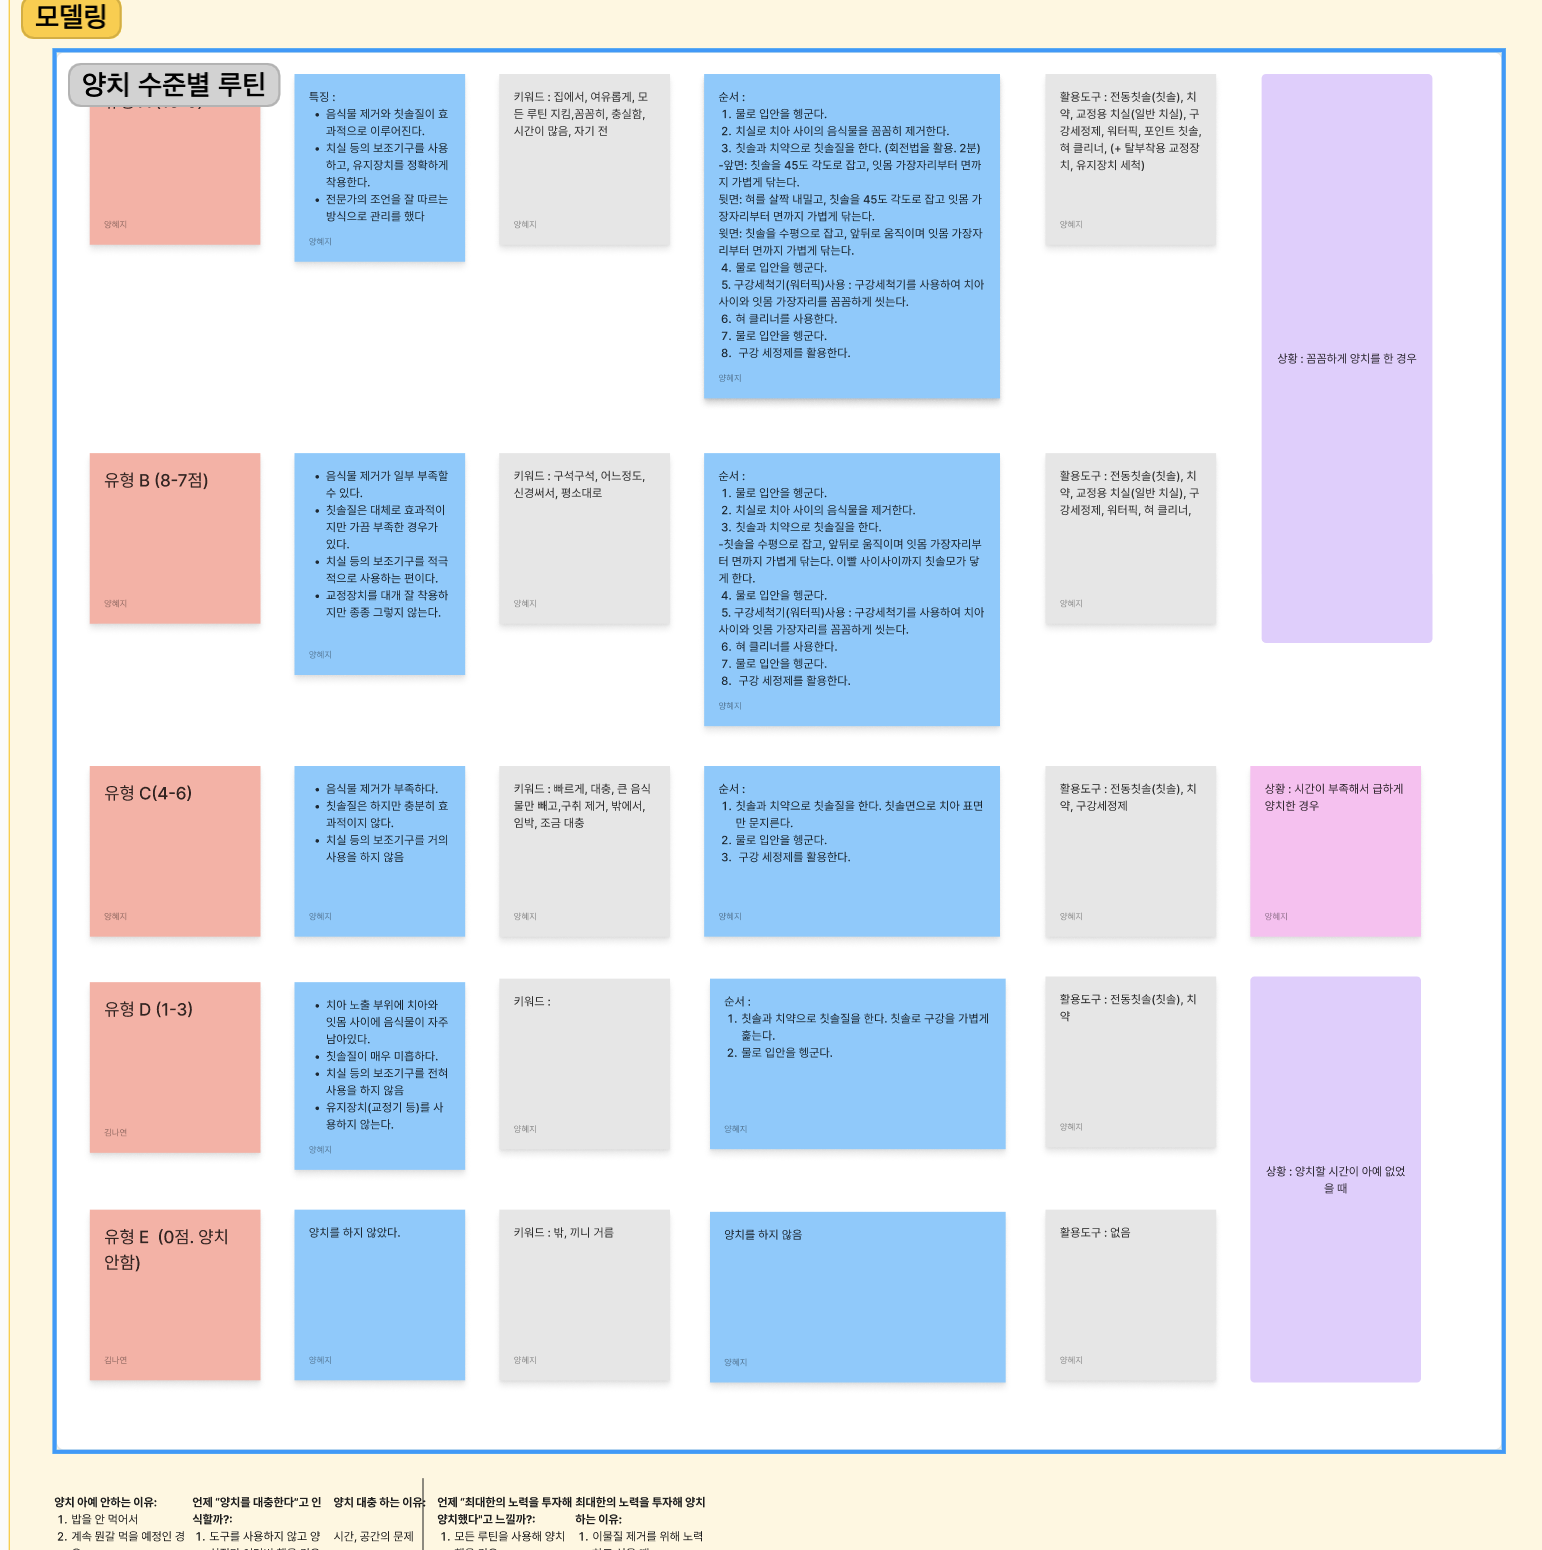 모델링
양치 수준별 루틴
양혜지
특징 :
• 음식물 제거와 칫솔질이 효
과적으로 이루어진다.
• 치실 등의 보조기구를 사용
하고, 유지장치를 정확하게
착용한다.
• 전문가의 조언을 잘 따르는
방식으로 관리를 했다
양혜지
키워드 : 집에서, 여유롭게, 모
든 루틴 지킴,꼼꼼히, 충실함,
시간이 많음, 자기 전
양혜지
순서 :
1. 물로 입안을 헹군다.
2. 치실로 치아 사이의 음식물을 꼼꼼히 제거한다.
3. 칫솔과 치약으로 칫솔질을 한다. (회전법을 활용. 2분)
-앞면: 칫솔을 45도 각도로 잡고, 잇몸 가장자리부터 면까
지 가볍게 닦는다.
뒷면: 혀를 살짝 내밀고, 칫솔을 45도 각도로 잡고 잇몸 가
장자리부터 면까지 가볍게 닦는다.
윗면: 칫솔을 수평으로 잡고, 앞뒤로 움직이며 잇몸 가장자
리부터 면까지 가볍게 닦는다.
4. 물로 입안을 헹군다.
5. 구강세척기(워터픽)사용 : 구강세척기를 사용하여 치아
사이와 잇몸 가장자리를 꼼꼼하게 씻는다.
6. 혀 클리너를 사용한다.
7. 물로 입안을 헹군다.
8. 구강 세정제를 활용한다.
양혜지
활용도구 : 전동칫솔(칫솔), 치
약, 교정용 치실(일반 치실), 구
강세정제, 워터픽, 포인트 칫솔,
혀 클리너, (+ 탈부착용 교정장
치, 유지장치 세척)
양혜지
상황 : 꼼꼼하게 양치를 한 경우
유형 B (8-7점)
양혜지
• 음식물 제거가 일부 부족할
수 있다.
• 칫솔질은 대체로 효과적이
지만 가끔 부족한 경우가
있다.
• 치실 등의 보조기구를 적극
적으로 사용하는 편이다.
• 교정장치를 대개 잘 착용하
지만 종종 그렇지 않는다.
양혜지
키워드 : 구석구석, 어느정도,
신경써서, 평소대로
양혜지
순서 :
1. 물로 입안을 헹군다.
2. 치실로 치아 사이의 음식물을 제거한다.
3. 칫솔과 치약으로 칫솔질을 한다.
-칫솔을 수평으로 잡고, 앞뒤로 움직이며 잇몸 가장자리부
터 면까지 가볍게 닦는다. 이빨 사이사이까지 칫솔모가 닿
게 한다.
4. 물로 입안을 헹군다.
5. 구강세척기(워터픽)사용 : 구강세척기를 사용하여 치아
사이와 잇몸 가장자리를 꼼꼼하게 씻는다.
6. 혀 클리너를 사용한다.
7. 물로 입안을 헹군다.
8. 구강 세정제를 활용한다.
양혜지
활용도구 : 전동칫솔(칫솔), 치
약, 교정용 치실(일반 치실), 구
강세정제, 워터픽, 혀 클리너,
양혜지
유형 C(4-6)
양혜지
• 음식물 제거가 부족하다.
• 칫솔질은 하지만 충분히 효
과적이지 않다.
• 치실 등의 보조기구를 거의
사용을 하지 않음
양혜지
키워드 : 빠르게, 대충, 큰 음식
물만 빼고,구취 제거, 밖에서,
임박, 조금 대충
양혜지
순서 :
1. 칫솔과 치약으로 칫솔질을 한다. 칫솔면으로 치아 표면
만 문지른다.
2. 물로 입안을 헹군다.
3. 구강 세정제를 활용한다.
양혜지
활용도구 : 전동칫솔(칫솔), 치
약, 구강세정제
양혜지
상황 : 시간이 부족해서 급하게
양치한 경우
양혜지
유형 D (1-3)
김나연
• 치아 노출 부위에 치아와
잇몸 사이에 음식물이 자주
남아있다.
• 칫솔질이 매우 미흡하다.
• 치실 등의 보조기구를 전혀
사용을 하지 않음
• 유지장치(교정기 등)를 사
용하지 않는다.
양혜지
키워드 :
양혜지
순서 :
1. 칫솔과 치약으로 칫솔질을 한다. 칫솔로 구강을 가볍게
훑는다.
2. 물로 입안을 헹군다.
양혜지
활용도구 : 전동칫솔(칫솔), 치
약
양혜지
상황 : 양치할 시간이 아예 없었
을 때
유형 E (0점. 양치
안함)
김나연
양치를 하지 않았다.
양혜지
키워드 : 밖, 끼니 거름
양혜지
양치를 하지 않음
양혜지
활용도구 : 없음
양혜지
양치 아예 안하는 이유:
1. 밥을 안 먹어서
2. 계속 뭔갈 먹을 예정인 경
언제 "양치를 대충한다"고 인
식할까?:
1. 도구를 사용하지 않고 양
양치 대충 하는 이유:
시간, 공간의 문제
언제 "최대한의 노력을 투자해
양치했다"고 느낄까?:
1. 모든 루틴을 사용해 양치
최대한의 노력을 투자해 양치
하는 이유:
1. 이물질 제거를 위해 노력